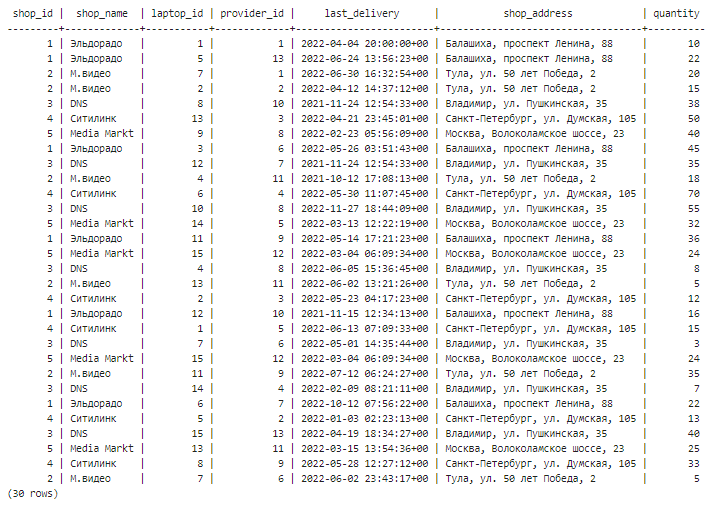 shop_id | shop_name | laptop_id | provider_id | last_delivery | shop_address | quantity
---------+-------------+-----------+-------------+------------------------+---------------------------------+----------
1 | Эльдорадо | 1 | 1 | 2022-04-04 20:00:00+00 | Балашиха, проспект Ленина, 88 | 10
1 | Эльдорадо | 5 | 13 | 2022-06-24 13:56:23+00 | Балашиха, проспект Ленина, 88 | 22
2 | М.видео | 7 | 1 | 2022-06-30 16:32:54+00 | Тула, ул. 50 лет Победа, 2 | 20
2 | М.видео | 2 | 2 | 2022-04-12 14:37:12+00 | Тула, ул. 50 лет Победа, 2 | 15
3 | DNS | 8 | 10 | 2021-11-24 12:54:33+00 | Владимир, ул. Пушкинская, 35 | 38
4 | Ситилинк | 13 | 3 | 2022-04-21 23:45:01+00 | Санкт-Петербург, ул. Думская, 105 | 50
5 | Media Markt | 9 | 8 | 2022-02-23 05:56:09+00 | Москва, Волоколамское шоссе, 23 | 40
1 | Эльдорадо | 3 | 6 | 2022-05-26 03:51:43+00 | Балашиха, проспект Ленина, 88 | 45
3 | DNS | 12 | 7 | 2021-11-24 12:54:33+00 | Владимир, ул. Пушкинская, 35 | 35
2 | М.видео | 4 | 11 | 2021-10-12 17:08:13+00 | Тула, ул. 50 лет Победа, 2 | 18
4 | Ситилинк | 6 | 4 | 2022-05-30 11:07:45+00 | Санкт-Петербург, ул. Думская, 105 | 70
3 | DNS | 10 | 8 | 2022-11-27 18:44:09+00 | Владимир, ул. Пушкинская, 35 | 55
5 | Media Markt | 14 | 5 | 2022-03-13 12:22:19+00 | Москва, Волоколамское шоссе, 23 | 32
1 | Эльдорадо | 11 | 9 | 2022-05-14 17:21:23+00 | Балашиха, проспект Ленина, 88 | 36
5 | Media Markt | 15 | 12 | 2022-03-04 06:09:34+00 | Москва, Волоколамское шоссе, 23 | 24
3 | DNS | 4 | 8 | 2022-06-05 15:36:45+00 | Владимир, ул. Пушкинская, 35 | 8
2 | М.видео | 13 | 11 | 2022-06-02 13:21:26+00 | Тула, ул. 50 лет Победа, 2 | 5
4 | Ситилинк | 2 | 3 | 2022-05-23 04:17:23+00 | Санкт-Петербург, ул. Думская, 105 | 12
1 | Эльдорадо | 12 | 10 | 2021-11-15 12:34:13+00 | Балашиха, проспект Ленина, 88 | 16
4 | Ситилинк | 1 | 5 | 2022-06-13 07:09:33+00 | Санкт-Петербург, ул. Думская, 105 | 15
3 | DNS | 7 | 6 | 2022-05-01 14:35:44+00 | Владимир, ул. Пушкинская, 35 | 3
5 | Media Markt | 15 | 12 | 2022-03-04 06:09:34+00 | Москва, Волоколамское шоссе, 23 | 24
2 | М.видео | 11 | 9 | 2022-07-12 06:24:27+00 | Тула, ул. 50 лет Победа, 2 | 35
3 | DNS | 14 | 4 | 2022-02-09 08:21:11+00 | Владимир, ул. Пушкинская, 35 | 7
1 | Эльдорадо | 6 | 7 | 2022-10-12 07:56:22+00 | Балашиха, проспект Ленина, 88 | 22
4 | Ситилинк | 5 | 2 | 2022-01-03 02:23:13+00 | Санкт-Петербург, ул. Думская, 105 | 13
3 | DNS | 15 | 13 | 2022-04-19 18:34:27+00 | Владимир, ул. Пушкинская, 35 | 40
5 | Media Markt | 13 | 11 | 2022-03-15 13:54:36+00 | Москва, Волоколамское шоссе, 23 | 25
4 | Ситилинк | 8 | 9 | 2022-05-28 12:27:12+00 | Санкт-Петербург, ул. Думская, 105 | 33
2 | М.видео | 7 | 6 | 2022-06-02 23:43:17+00 | Тула, ул. 50 лет Победа, 2 | 5
(30 rows)